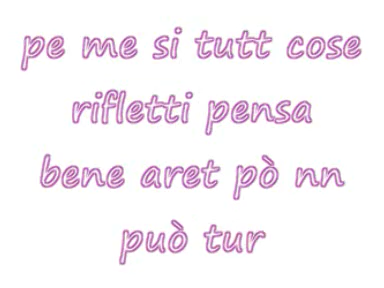 pe me si tutt cose
rifletti pensa
bene aret pò nn
può tur